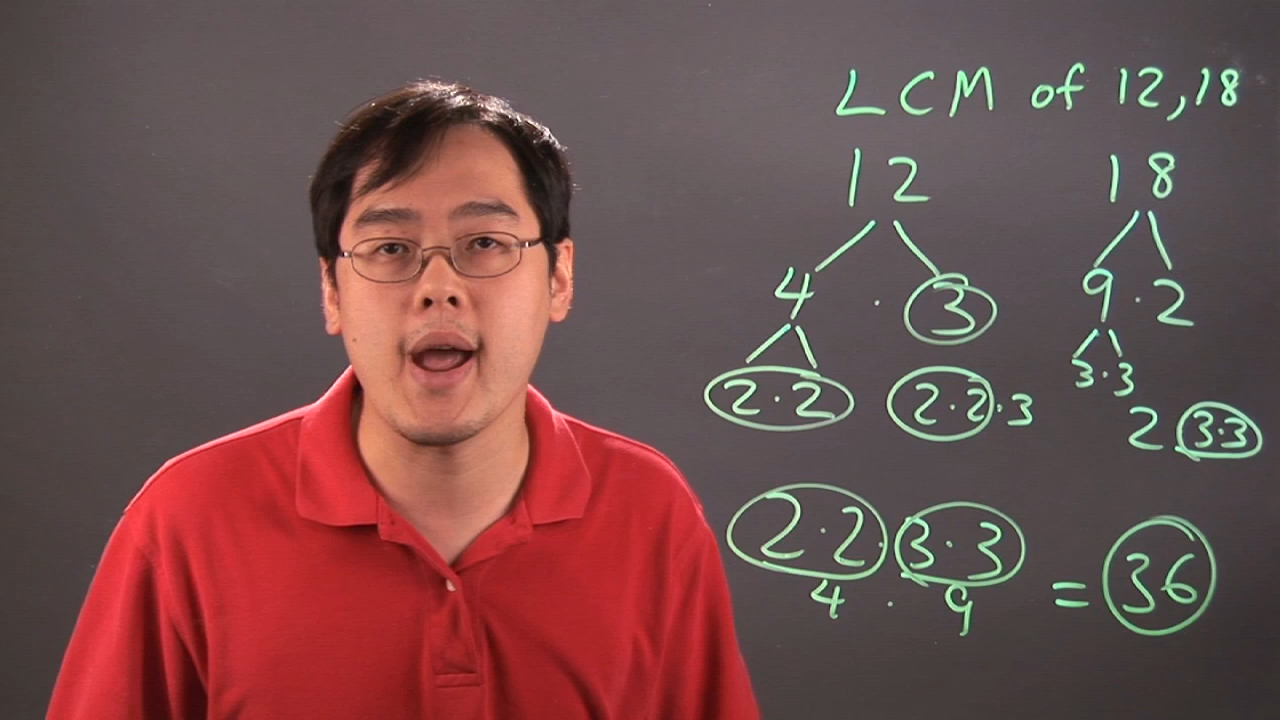 LCM of 12,18
12 18
4 · 3 9 · 2
3·3
2·2 2·2·3 2 3·3
2·2·3·3
4 · 9 = 36